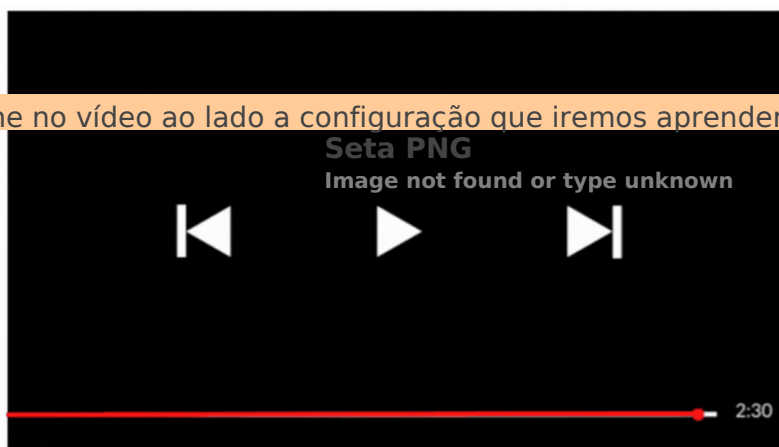 no vídeo ao lado a configuração que iremos aprender
Seta PNG
Image not found or type unknown
2:30